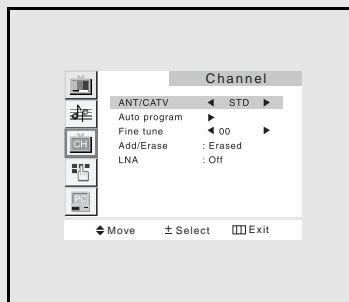 Channel
ANT/CATV ◀ STD ▶
Auto program ▶
Fine tune ◀ 00 ▶
Add/Erase : Erased
LNA : Off
CH
PC
Move ± Select Exit